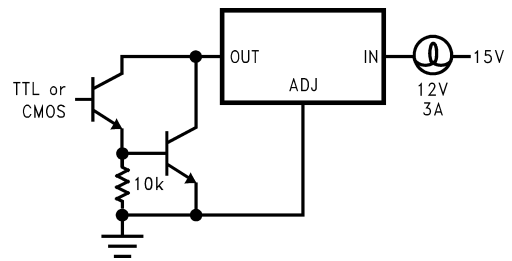 OUT IN
15V
ADJ
TTL or
CMOS
12V
3A
10k